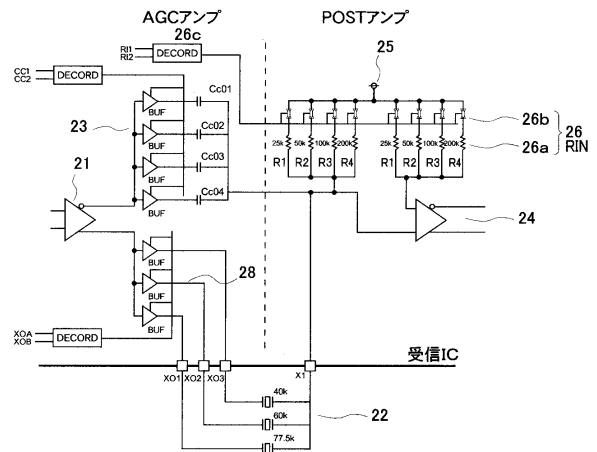 AGCアンプ
POSTアンプ
26c
RI1
RI2
DECORD
25
CC1
CC2
DECORD
Cc01
BUF
23
Cc02
BUF
26b
26
RIN
26a
25k
50k
100k
200k
25k
50k
100k
200k
R1
R2
R3
R4
R1
R2
R3
R4
Cc03
BUF
21
Cc04
BUF
24
BUF
28
BUF
BUF
XOA
XOB
DECORD
受信IC
XO1
XO2
XO3
X1
40k
60k
22
77.5k